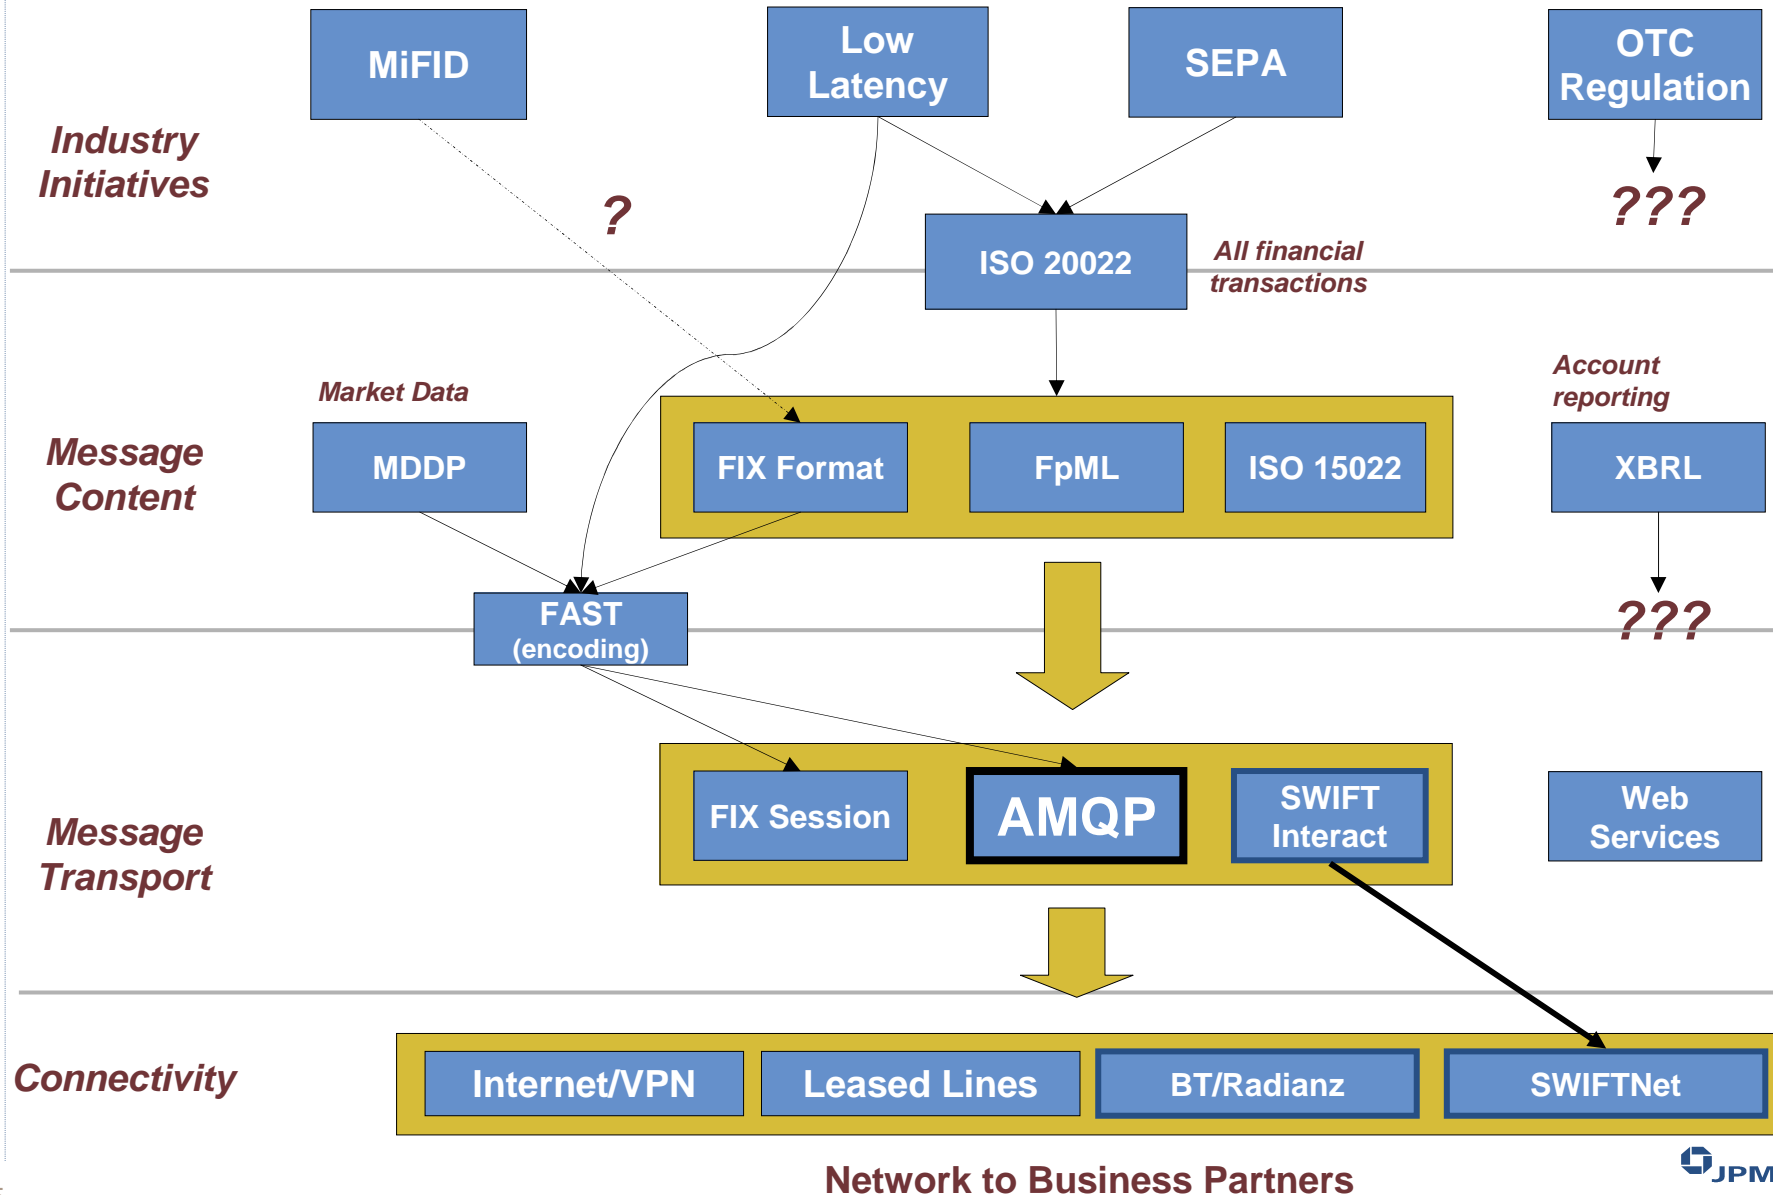 MiFID
Low
Latency
SEPA
OTC
Regulation
Industry
Initiatives
?
???
ISO 20022
All financial
transactions
Market Data
Account
reporting
Message
Content
MDDP
FIX Format
FpML
ISO 15022
XBRL
FAST
(encoding)
???
Message
Transport
FIX Session
AMQP
SWIFT
Interact
Web
Services
Connectivity
Internet/VPN
Leased Lines
BT/Radianz
SWIFTNet
Network to Business Partners
JPM